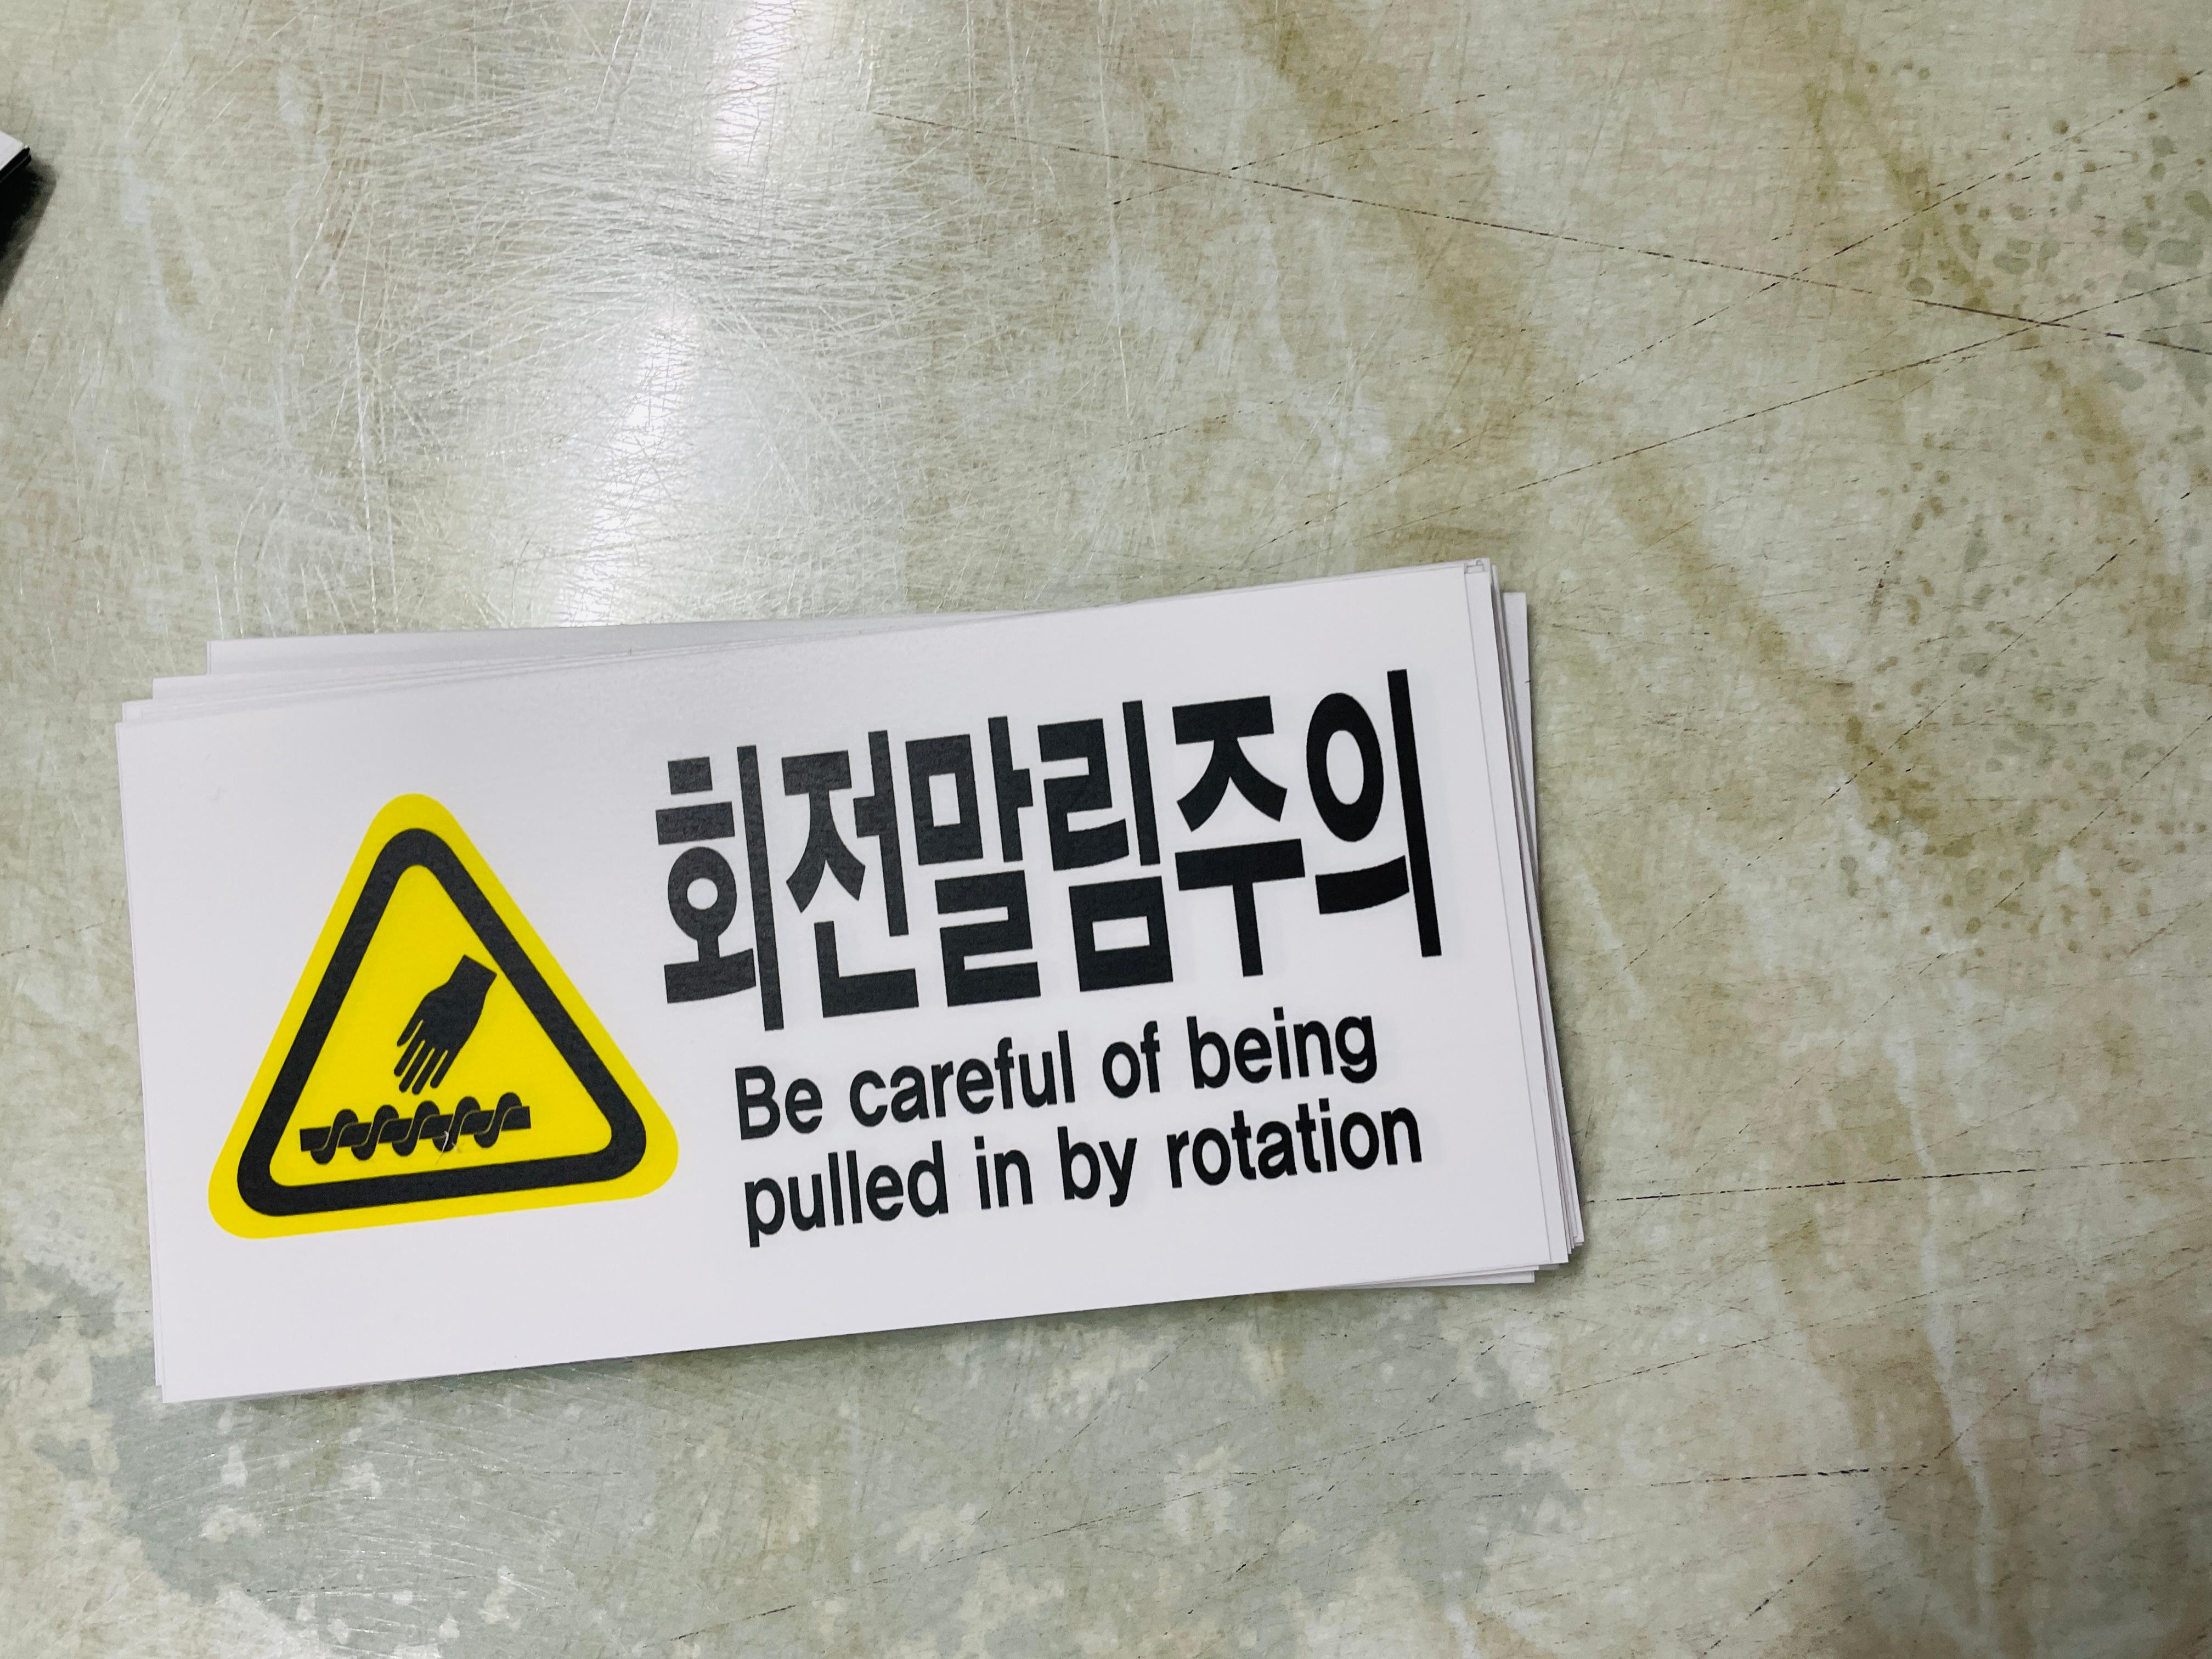 회전말림주의
Be careful of being
pulled in by rotation